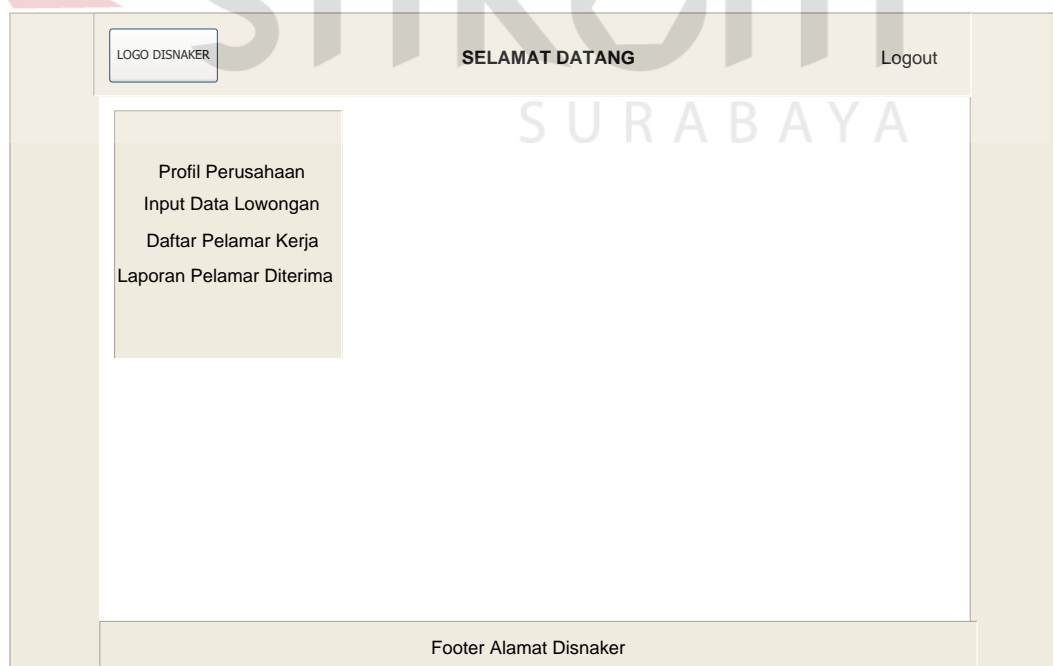 LOGO DISNAKER
SELAMAT DATANG
Logout
SURABAYA
Profil Perusahaan
Input Data Lowongan
Daftar Pelamar Kerja
Laporan Pelamar Diterima
Footer Alamat Disnaker